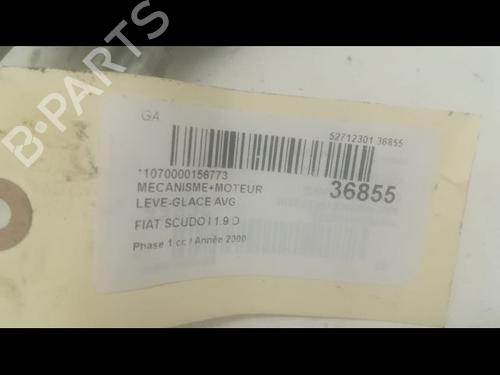 B-PARTS
GA
52712301 36855
*1070000156773
MECANISME+MOTEUR
36855
LEVE-GLACE AVG
FIAT SCUDO I 1.9 D
Phase 1 cc / Année 2000